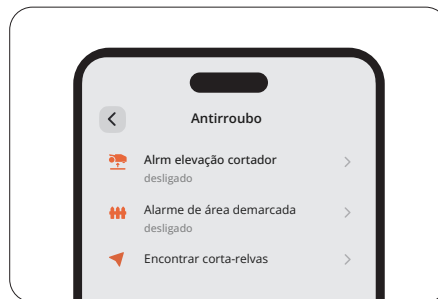 Antirroubo
Alrm elevação cortador
desligado
Alarme de área demarcada
desligado
Encontrar corta-relvas